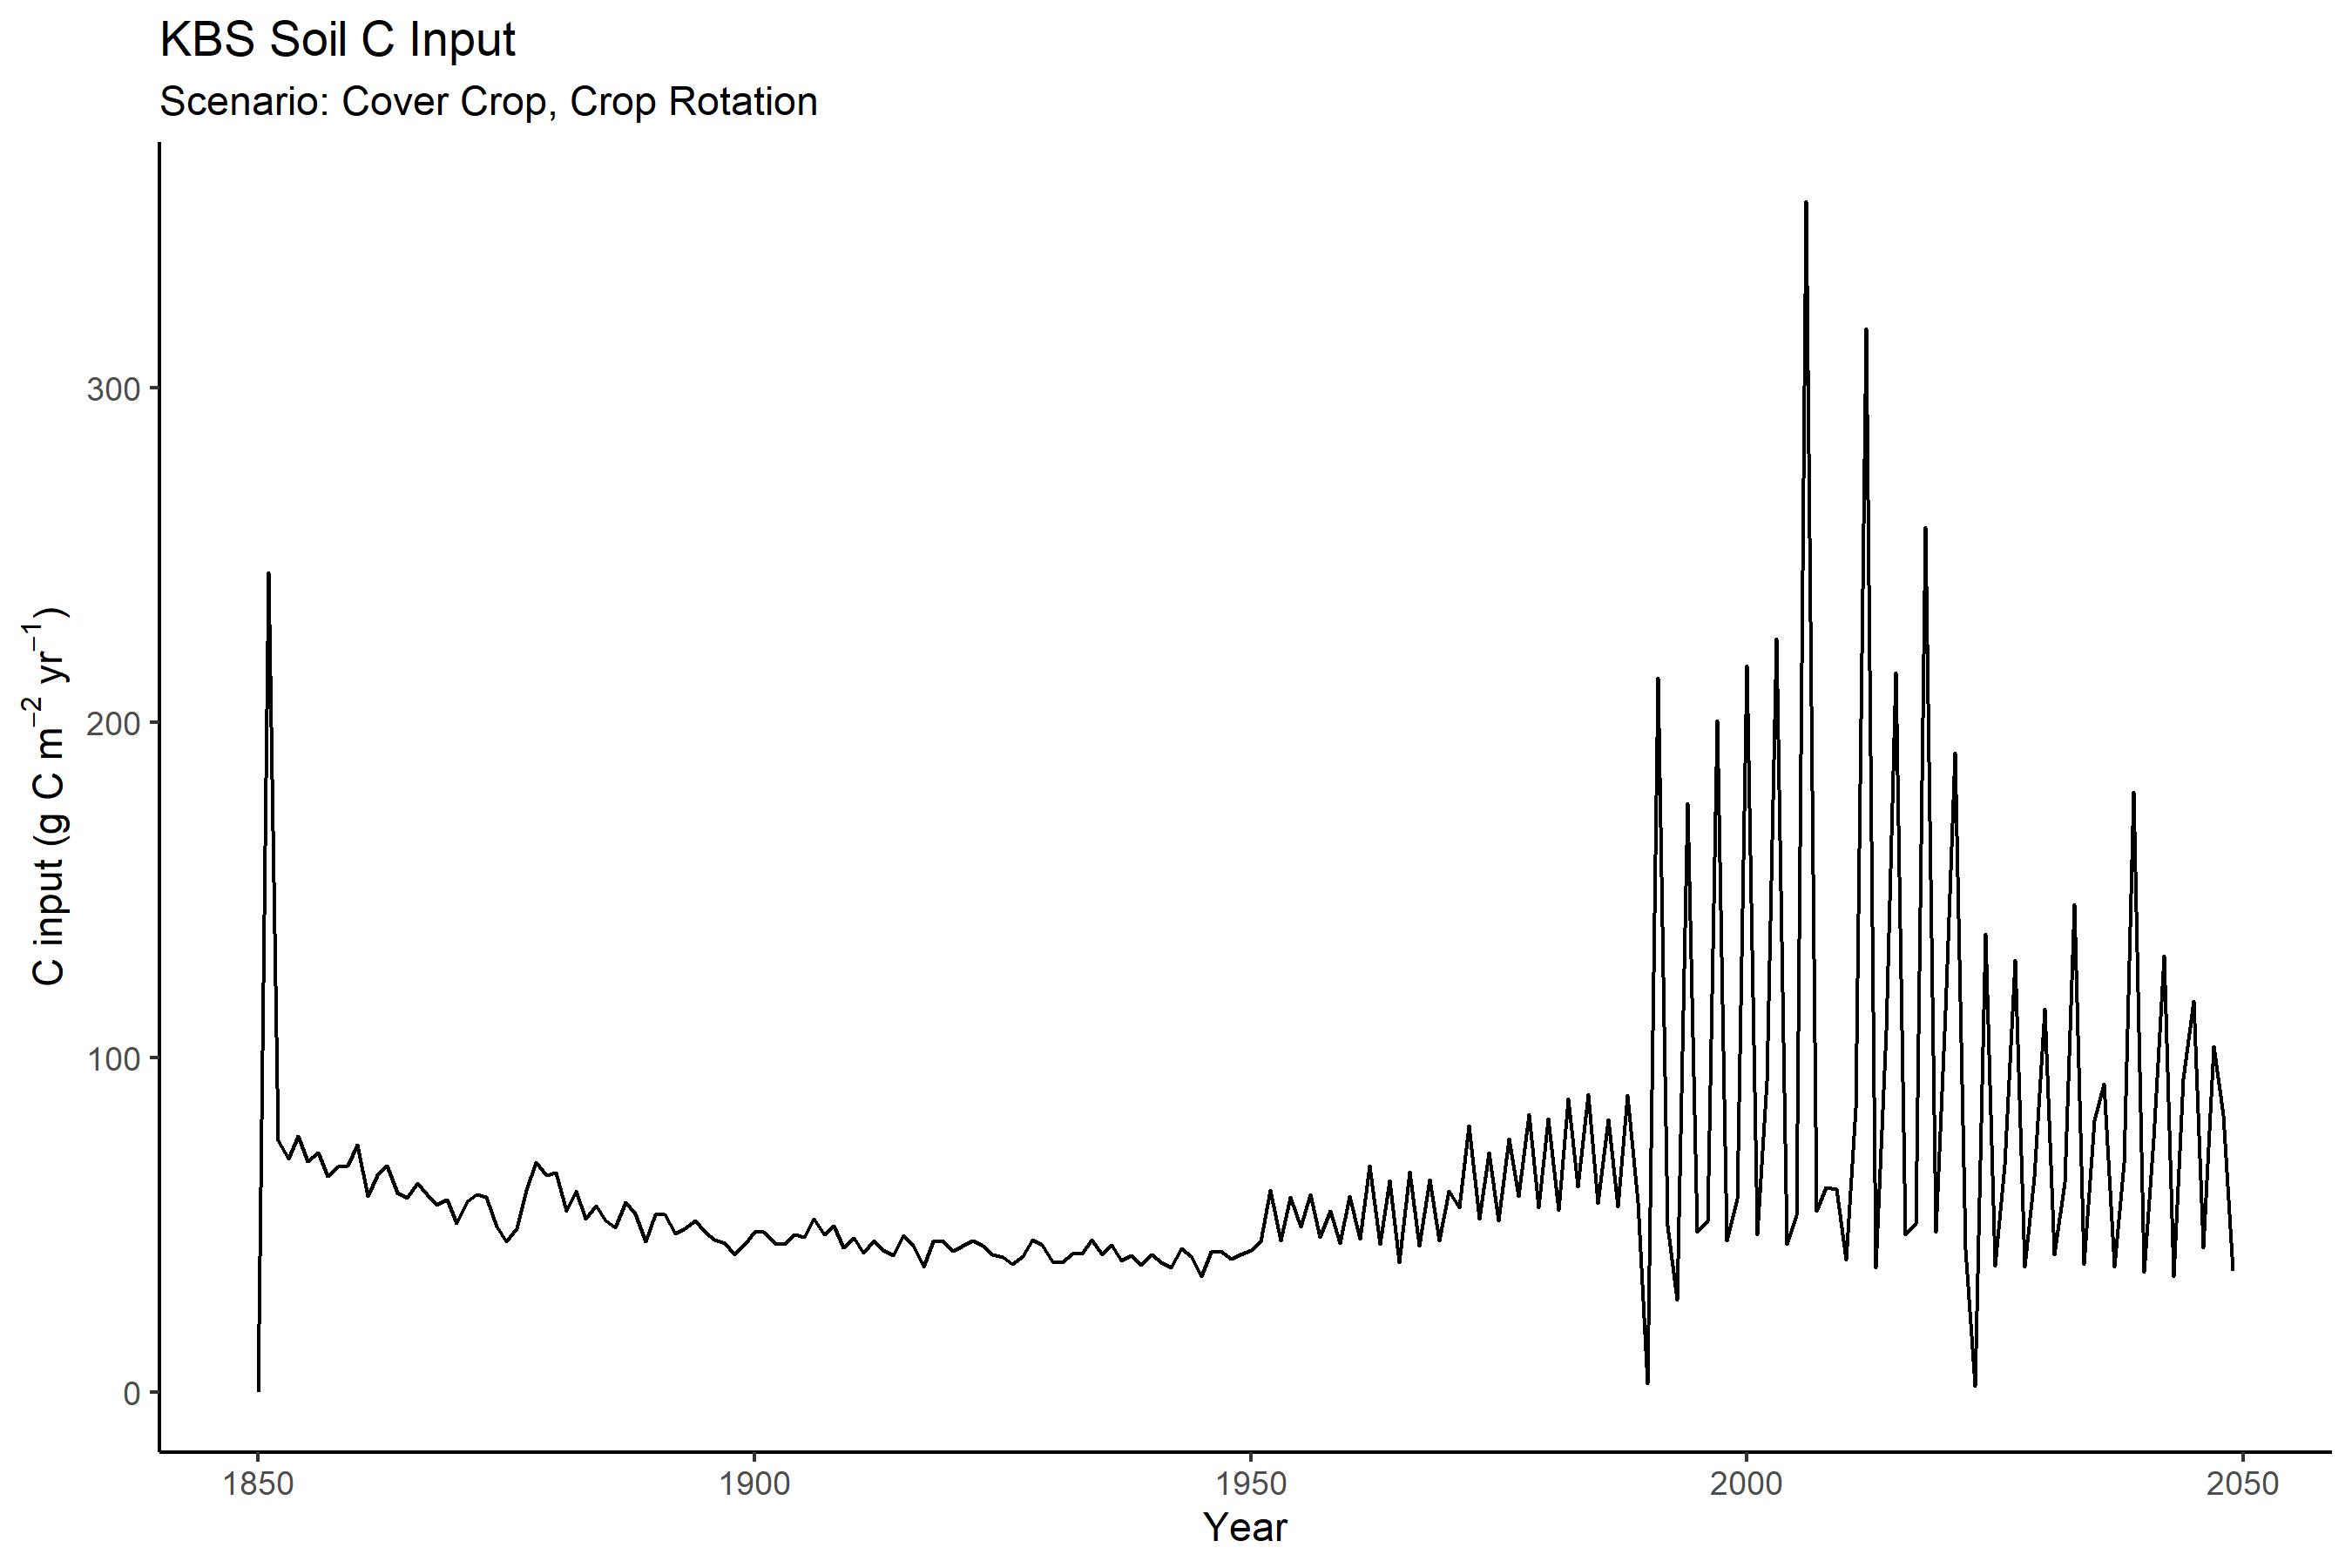 KBS Soil C Input
Scenario: Cover Crop, Crop Rotation
C input (g C m⁻² yr⁻¹)
300
200
100
0
1850 1900 1950 2000 2050
Year